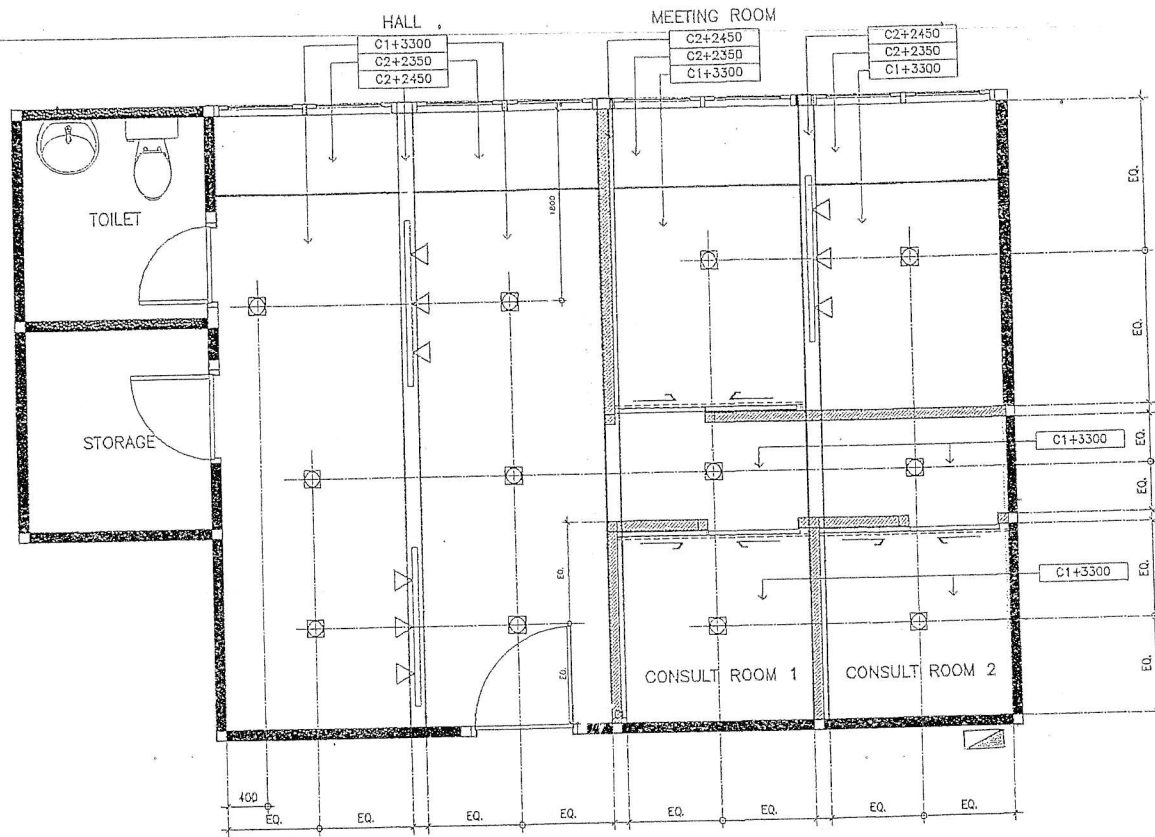 HALL
MEETING ROOM
C1+3300
C2+2350
C2+2450
C2+2450
C2+2350
C1+3300
C2+2450
C2+2350
C1+3300
TOILET
1800
EQ.
EQ.
STORAGE
C1+3300
EQ.
EQ.
EQ.
C1+3300
EQ.
EQ.
CONSULT ROOM 1
CONSULT ROOM 2
EQ.
400
EQ.
EQ.
EQ.
EQ.
EQ.
EQ.
EQ.
EQ.